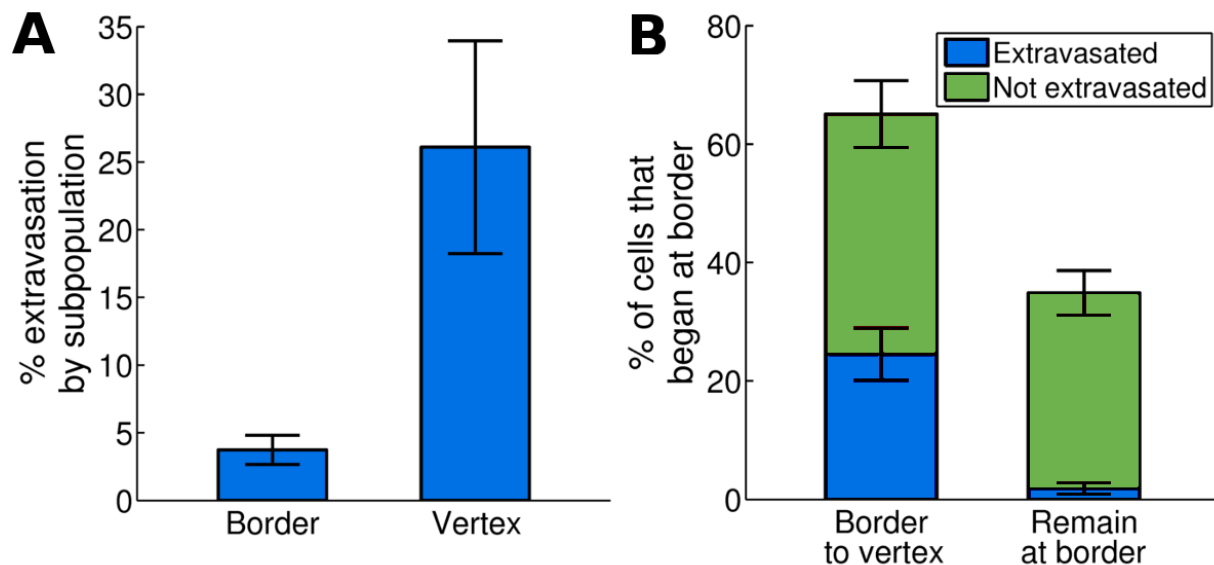 A
% extravasation
by subpopulation
35
30
25
20
15
10
5
0
Border
Vertex
B
% of cells that
began at border
80
60
40
20
0
Extravasated
Not extravasated
Border
to vertex
Remain
at border